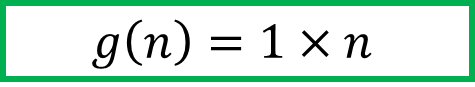 g(n) = 1 × n